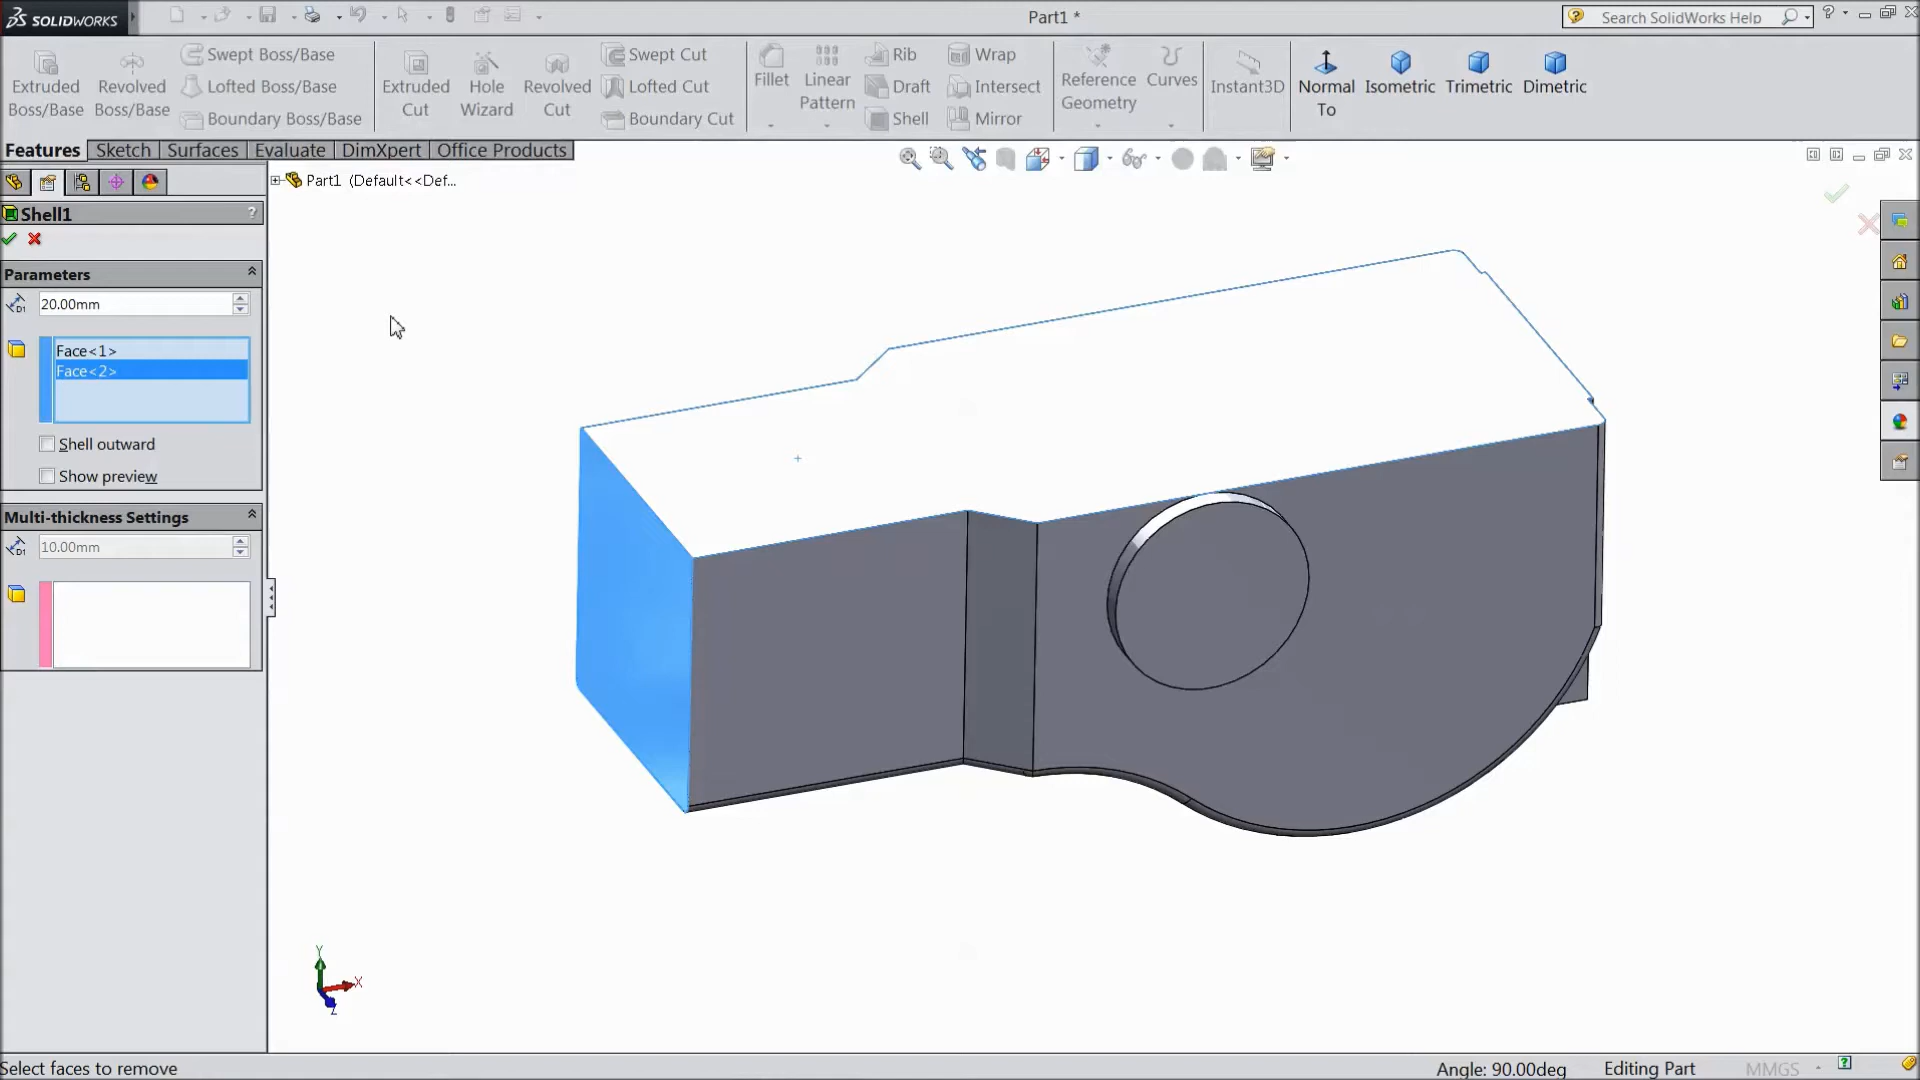 SOLIDWORKS
Part1 *
Search SolidWorks Help
Extruded Boss/Base
Revolved Boss/Base
Swept Boss/Base
Lofted Boss/Base
Boundary Boss/Base
Extruded Cut
Hole Wizard
Revolved Cut
Swept Cut
Lofted Cut
Boundary Cut
Fillet
Linear Pattern
Rib
Draft
Shell
Wrap
Intersect
Mirror
Reference Geometry
Curves
Instant3D
Normal To
Isometric
Trimetric
Dimetric
Features
Sketch
Surfaces
Evaluate
DimXpert
Office Products
Part1 (Default<<Def...
Shell1
?
Parameters
D1
20.00mm
Face<1>
Face<2>
Shell outward
Show preview
Multi-thickness Settings
D1
10.00mm
Y
X
Z
Select faces to remove
Angle: 90.00deg
Editing Part
MMGS